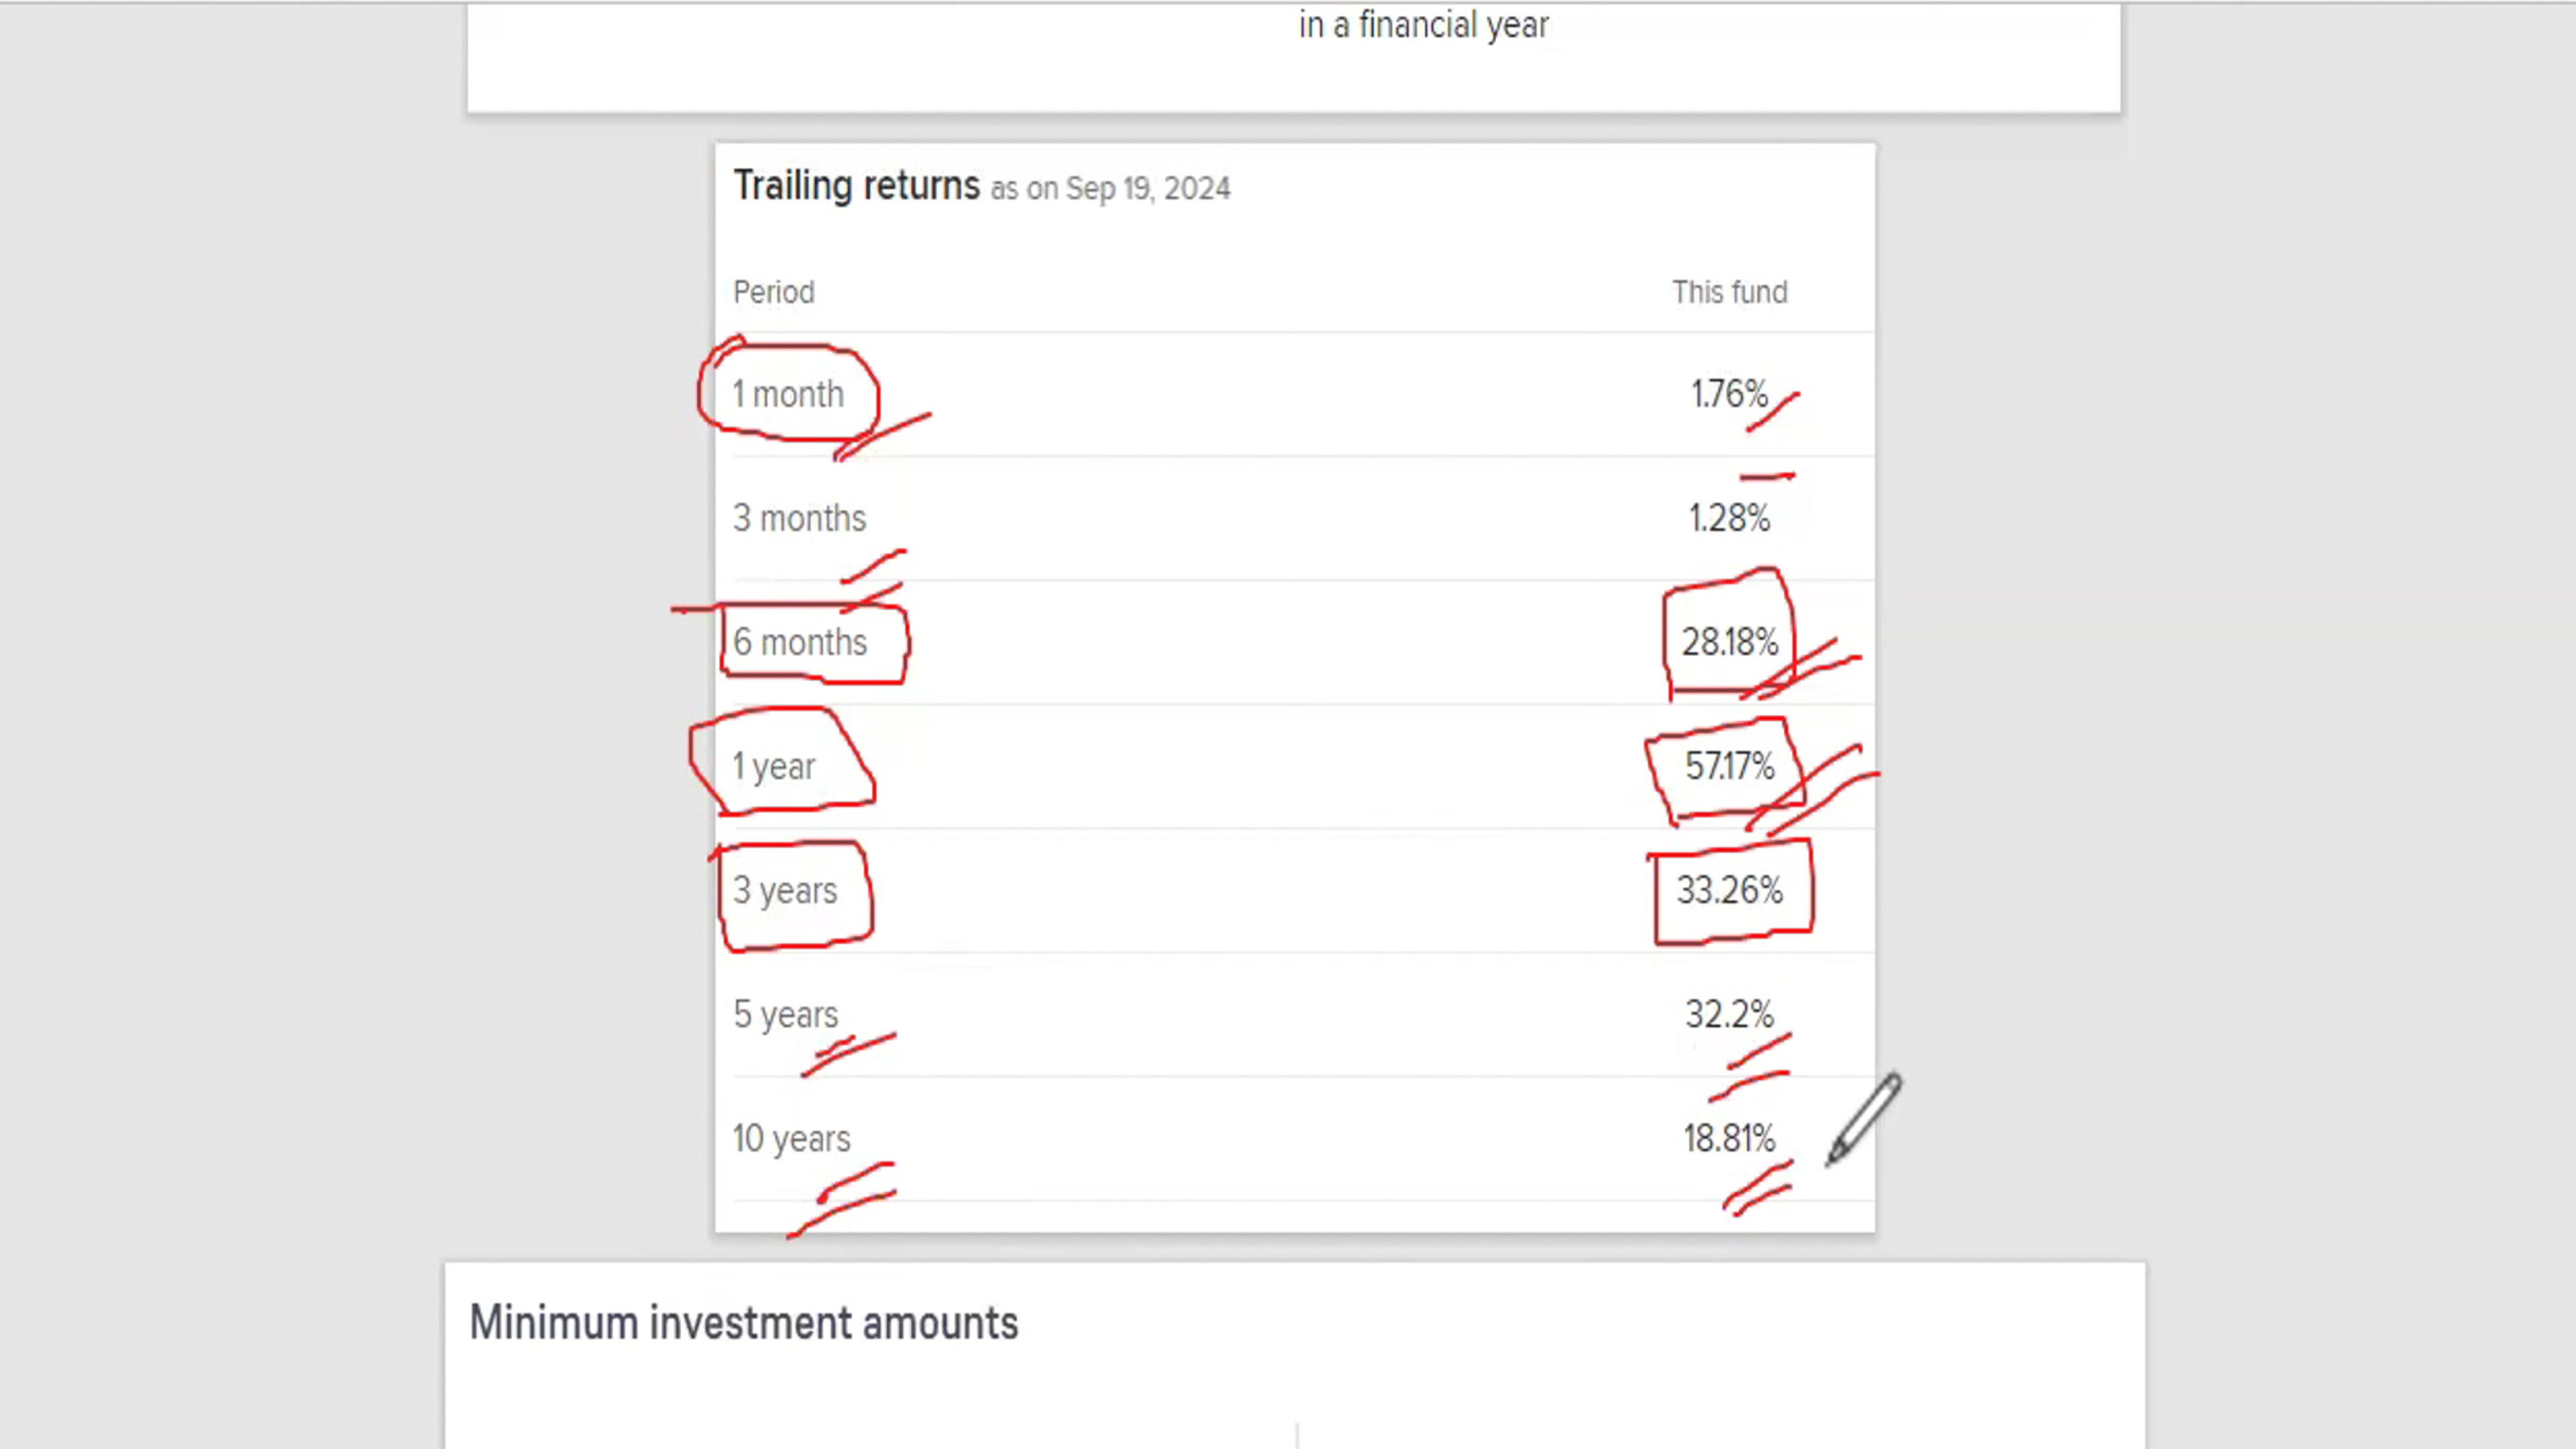 in a financial year
Trailing returns as on Sep 19, 2024
Period This fund
1 month 1.76%
3 months 1.28%
6 months 28.18%
1 year 57.17%
3 years 33.26%
5 years 32.2%
10 years 18.81%
Minimum investment amounts